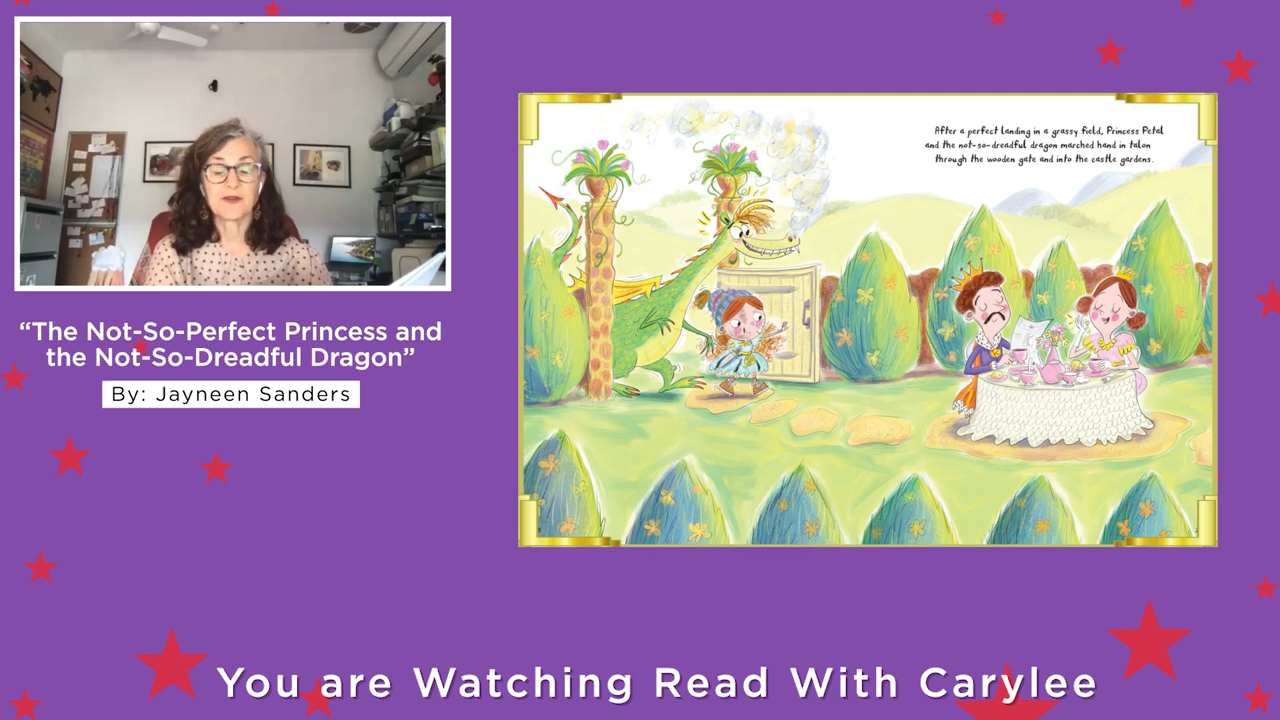 “The Not-So-Perfect Princess and
the Not-So-Dreadful Dragon”
By: Jayneen Sanders
After a perfect landing in a grassy field, Princess Petal
and the not-so-dreadful dragon marched hand in talon
through the wooden gate and into the castle gardens.
You are Watching Read With Carylee